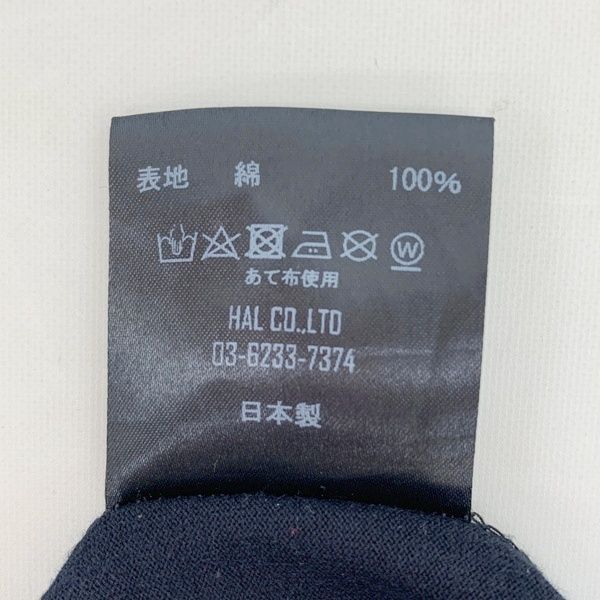 表地 綿 100%
W
あて布使用
HAL CO.,LTD
03-6233-7374
日本製